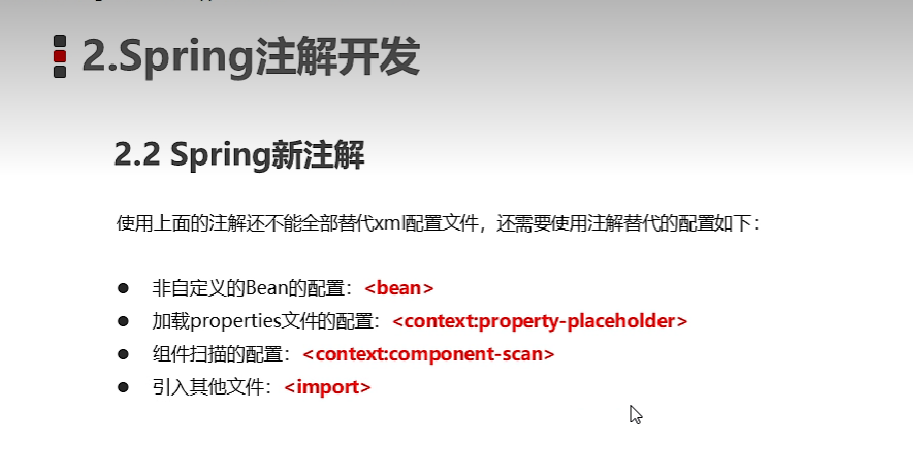 2.Spring注解开发
2.2 Spring新注解
使用上面的注解还不能全部替代xml配置文件，还需要使用注解替代的配置如下：
● 非自定义的Bean的配置：<bean>
● 加载properties文件的配置：<context:property-placeholder>
● 组件扫描的配置：<context:component-scan>
● 引入其他文件：<import>